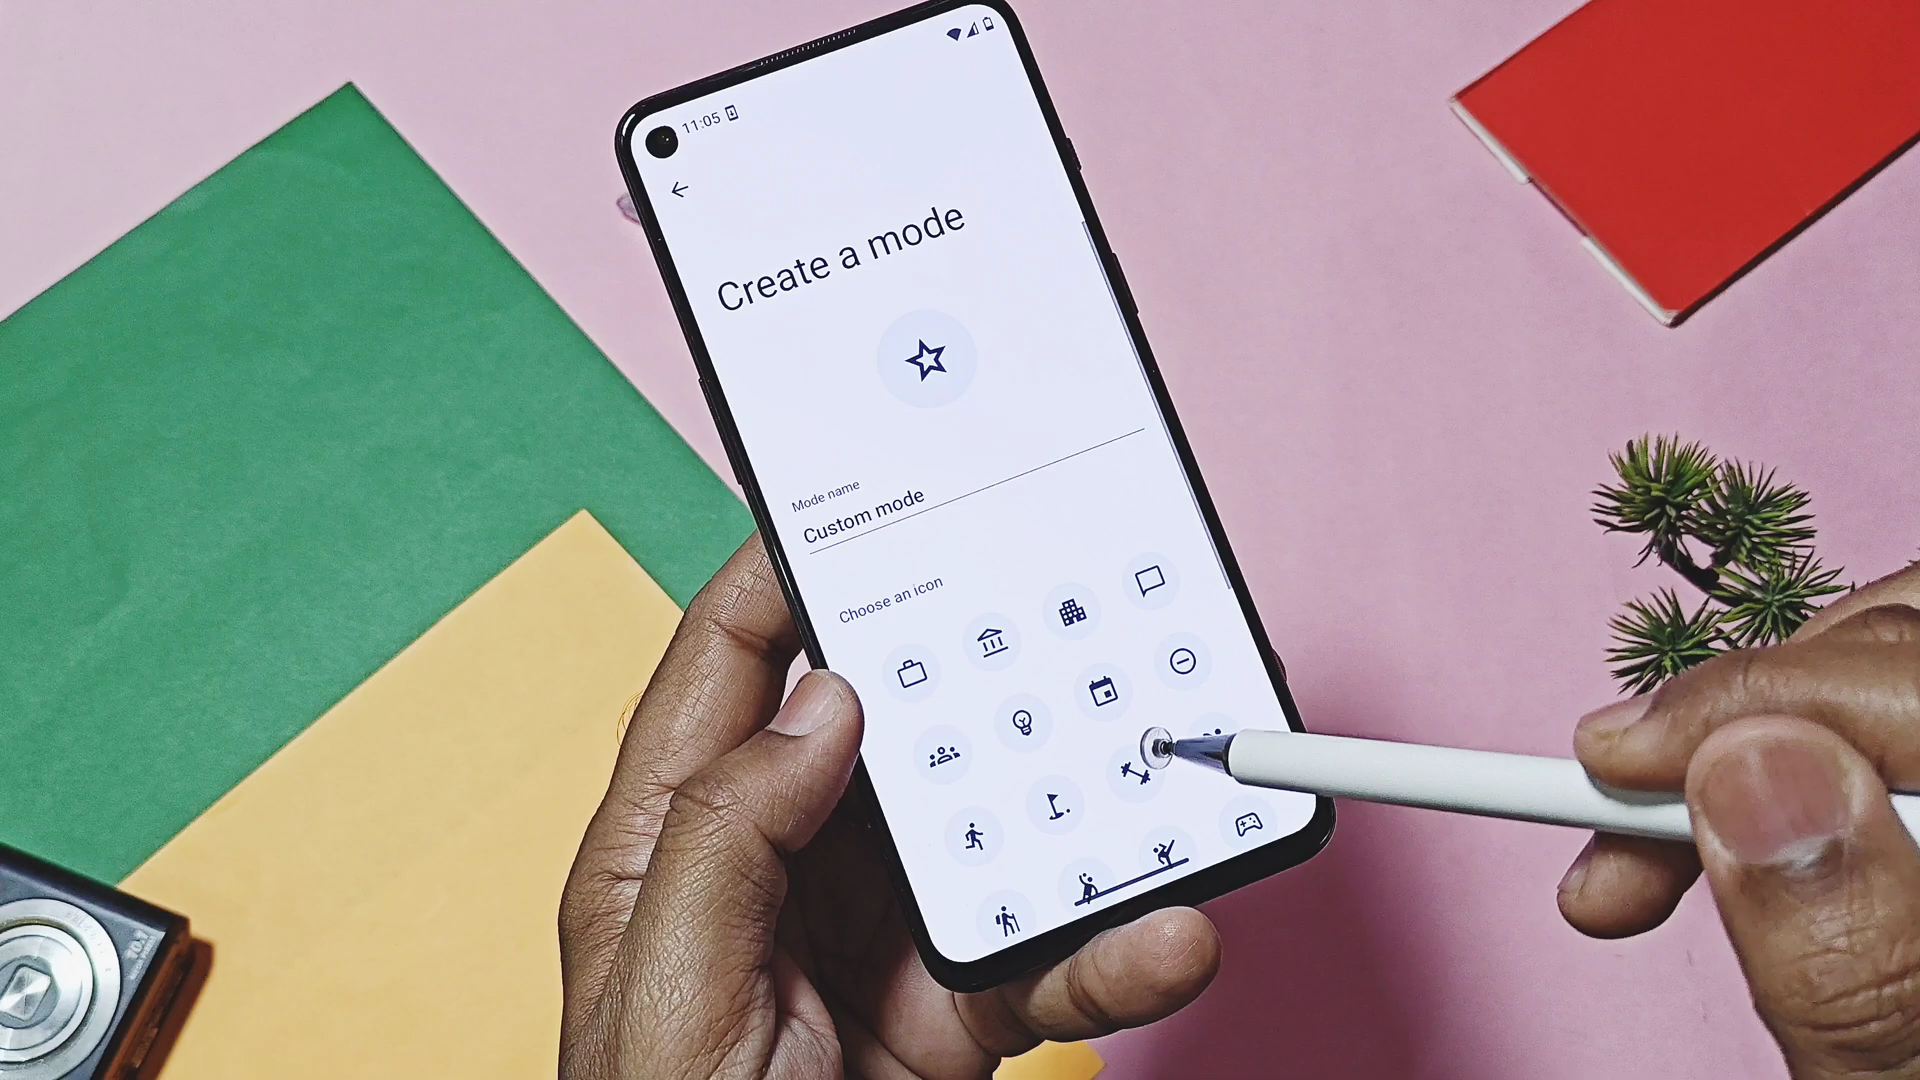 11:05
Create a mode
Mode name
Custom mode
Choose an icon